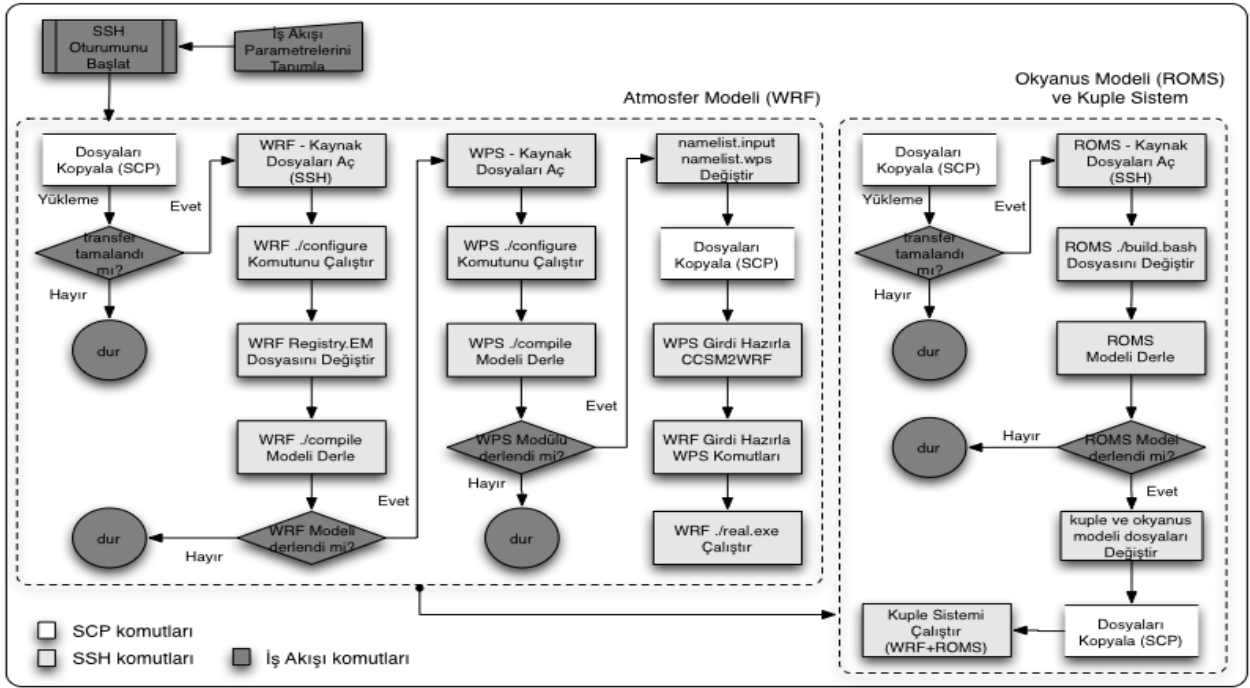 SSH
Oturumunu
Başlat
İş Akışı
Parametrelerini
Tanımla
Atmosfer Modeli (WRF)
Dosyaları
Kopyala (SCP)
Yükleme
Evet
transfer
tamalandı
mı?
Hayır
dur
WRF - Kaynak
Dosyaları Aç
(SSH)
WRF ./configure
Komutunu Çalıştır
WRF Registry.EM
Dosyasını Değiştir
WRF ./compile
Modeli Derle
Evet
WRF Modeli
derlendi mi?
Hayır
dur
WPS - Kaynak
Dosyaları Aç
WPS ./configure
Komutunu Çalıştır
WPS ./compile
Modeli Derle
Evet
WPS Modülü
derlendi mi?
Hayır
dur
namelist.input
namelist.wps
Değiştir
Dosyaları
Kopyala (SCP)
WPS Girdi Hazırla
CCSM2WRF
WRF Girdi Hazırla
WPS Komutları
WRF ./real.exe
Çalıştır
Okyanus Modeli (ROMS)
ve Kuple Sistem
Dosyaları
Kopyala (SCP)
Yükleme
Evet
transfer
tamalandı
mı?
Hayır
dur
ROMS - Kaynak
Dosyaları Aç
(SSH)
ROMS ./build.bash
Dosyasını Değiştir
ROMS
Modeli Derle
ROMS Model
derlendi mi?
Hayır
dur
Evet
kuple ve okyanus
modeli dosyaları
Değiştir
Dosyaları
Kopyala (SCP)
Kuple Sistemi
Çalıştır
(WRF+ROMS)
SCP komutları
SSH komutları
İş Akışı komutları